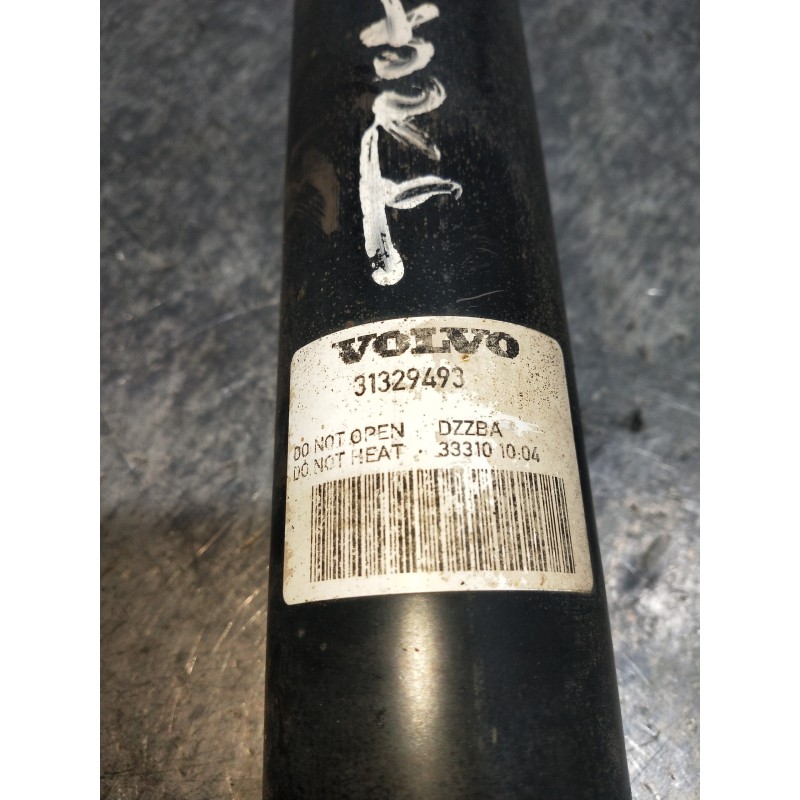 VOLVO
31329493
DO NOT OPEN DZZBA
DO NOT HEAT 33310 10:04